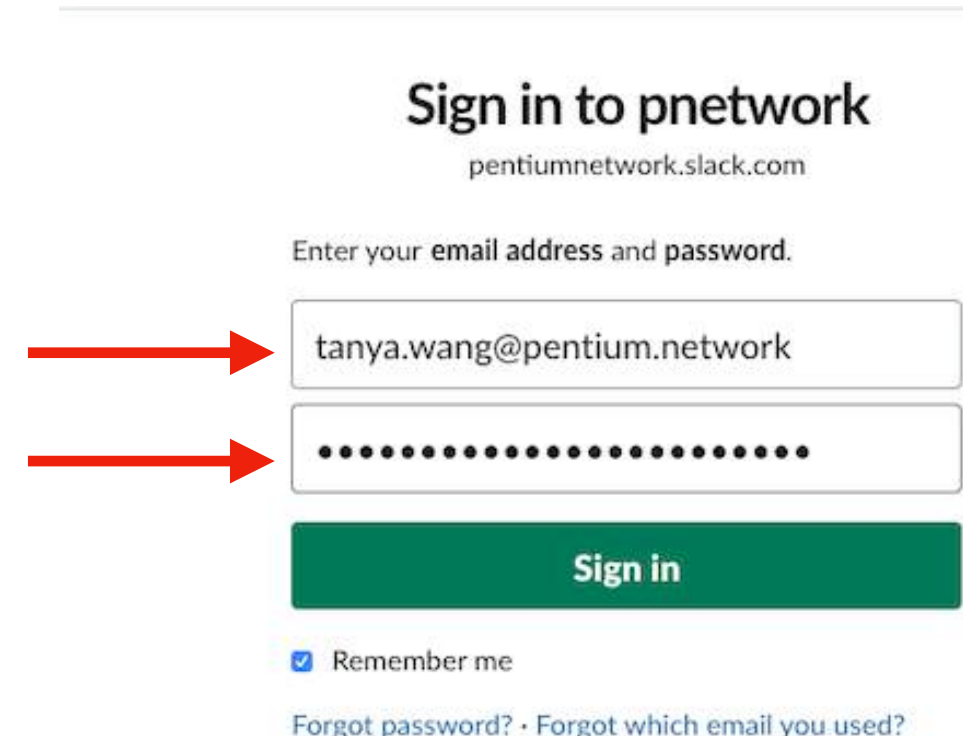 Sign in to pnetwork
pentiumnetwork.slack.com
Enter your email address and password.
tanya.wang@pentium.network
••••••••••••••••••••••••
Sign in
Remember me
Forgot password? · Forgot which email you used?